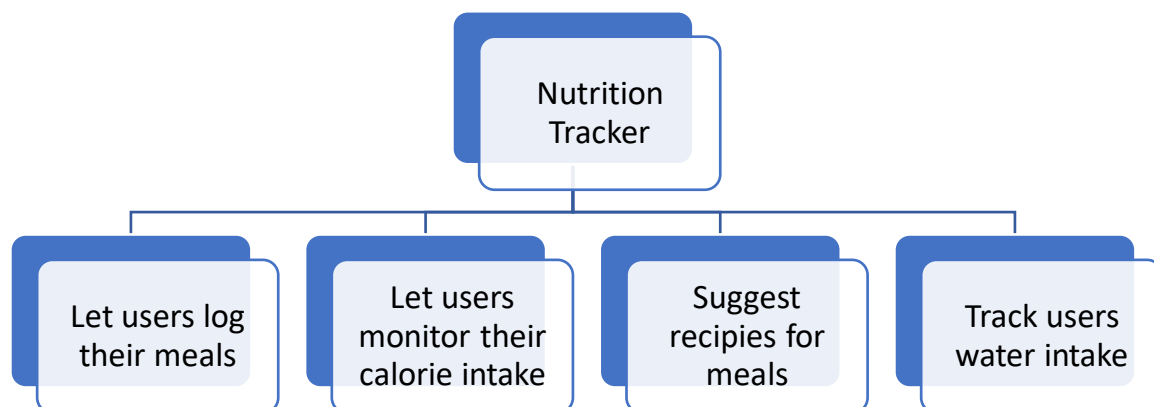 Nutrition
Tracker
Let users log
their meals
Let users
monitor their
calorie intake
Suggest
recipies for
meals
Track users
water intake